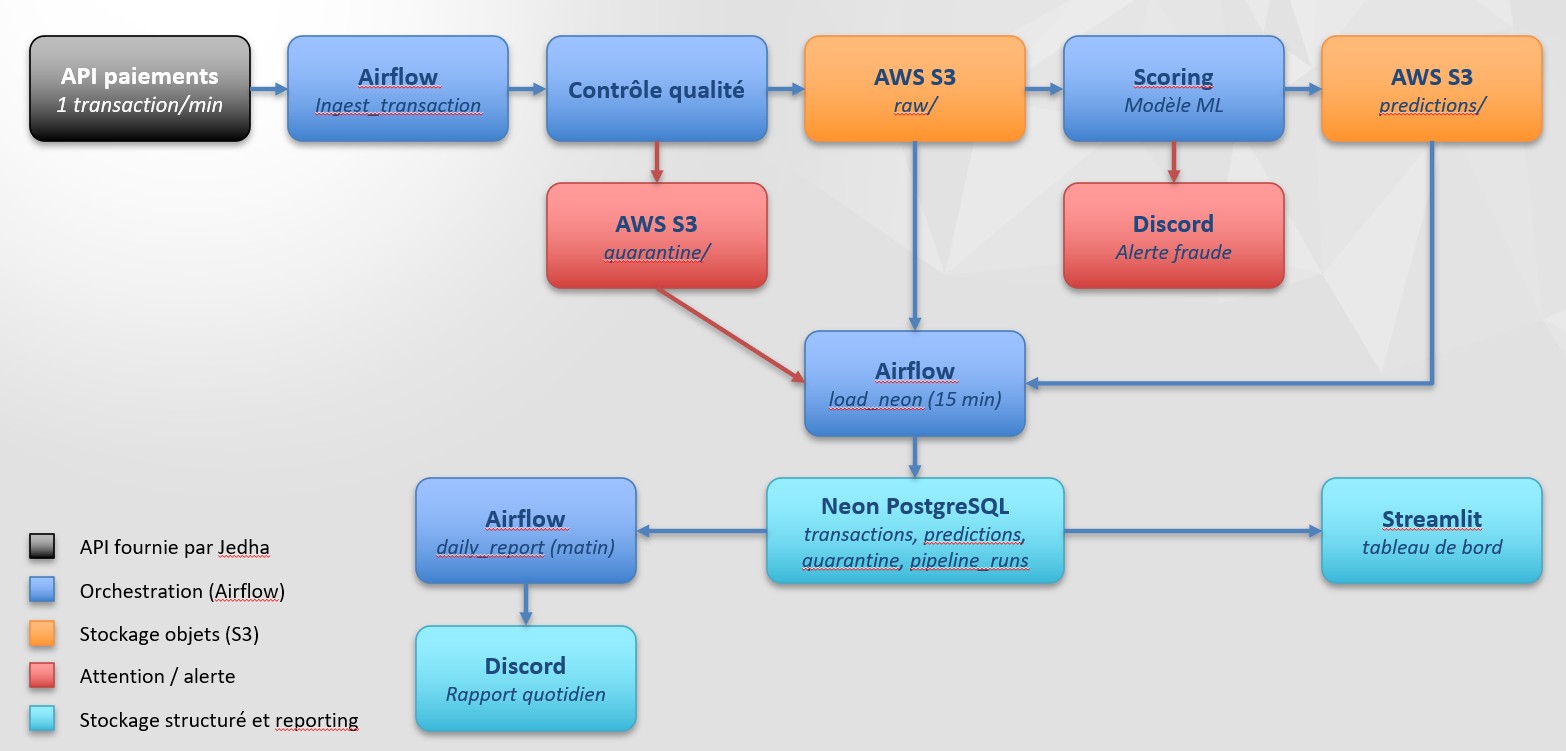 API paiements
1 transaction/min
Airflow
Ingest_transaction
Contrôle qualité
AWS S3
raw/
Scoring
Modèle ML
AWS S3
predictions/
AWS S3
quarantine/
Discord
Alerte fraude
Airflow
load_neon (15 min)
Airflow
daily_report (matin)
Neon PostgreSQL
transactions, predictions,
quarantine, pipeline_runs
Streamlit
tableau de bord
Discord
Rapport quotidien
API fournie par Jedha
Orchestration (Airflow)
Stockage objets (S3)
Attention / alerte
Stockage structuré et reporting